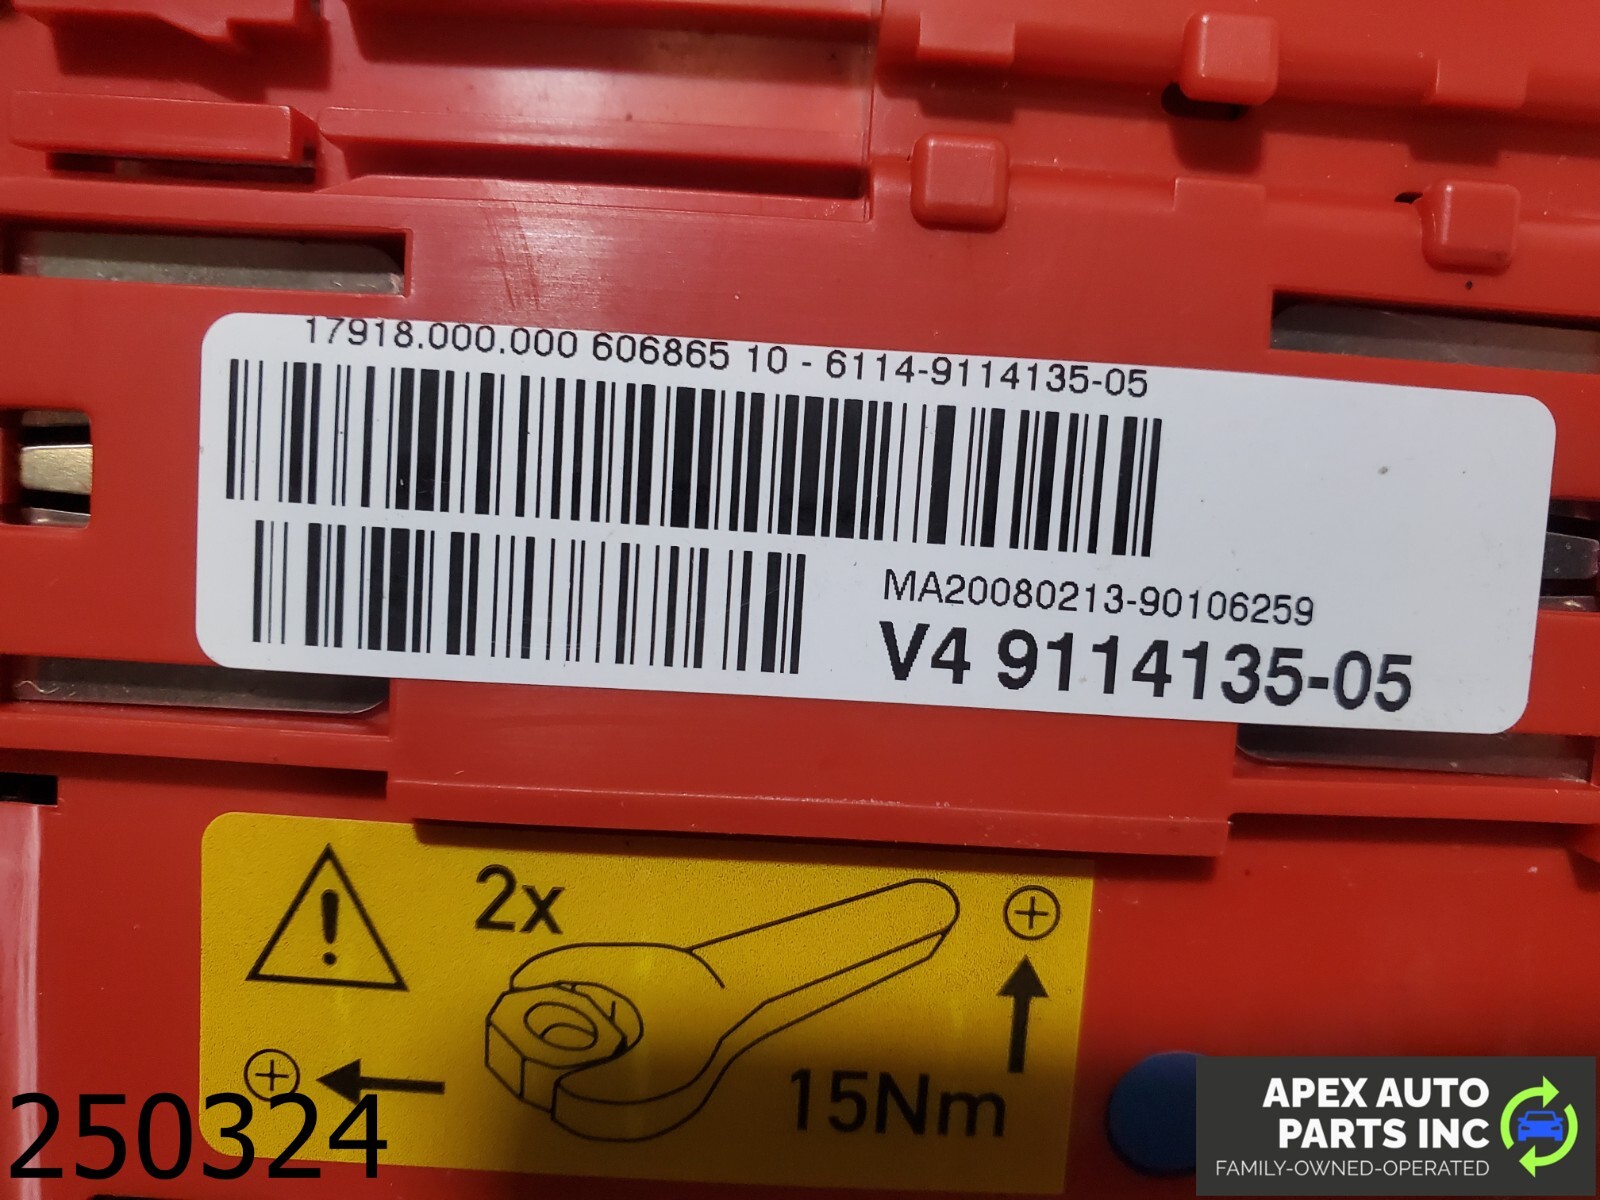 17918.000.000 606865 10 - 6114-9114135-05
MA20080213-90106259
V4 9114135-05
2x
15Nm
250324
APEX AUTO
PARTS INC
FAMILY-OWNED-OPERATED